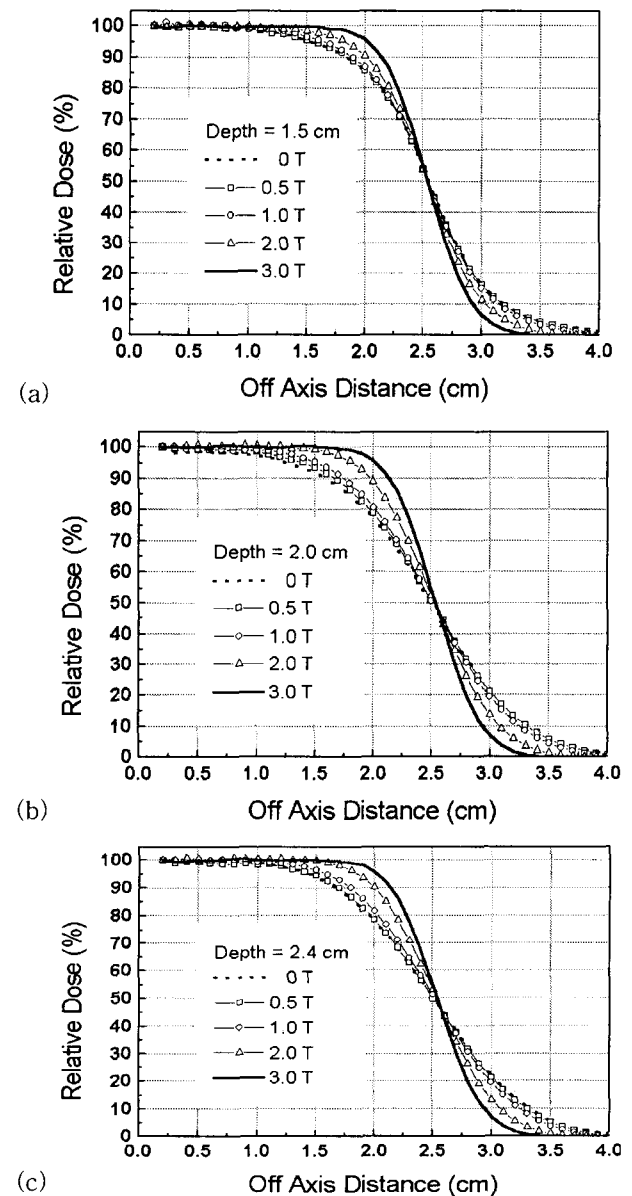 100
90
80
70
60
50
40
30
20
10
0
Relative Dose (%)
Depth = 1.5 cm
0 T
0.5 T
1.0 T
2.0 T
3.0 T
0.0 0.5 1.0 1.5 2.0 2.5 3.0 3.5 4.0
(a)
Off Axis Distance (cm)
100
90
80
70
60
50
40
30
20
10
0
Relative Dose (%)
Depth = 2.0 cm
0 T
0.5 T
1.0 T
2.0 T
3.0 T
0.0 0.5 1.0 1.5 2.0 2.5 3.0 3.5 4.0
(b)
Off Axis Distance (cm)
100
90
80
70
60
50
40
30
20
10
0
Relative Dose (%)
Depth = 2.4 cm
0 T
0.5 T
1.0 T
2.0 T
3.0 T
0.0 0.5 1.0 1.5 2.0 2.5 3.0 3.5 4.0
(c)
Off Axis Distance (cm)